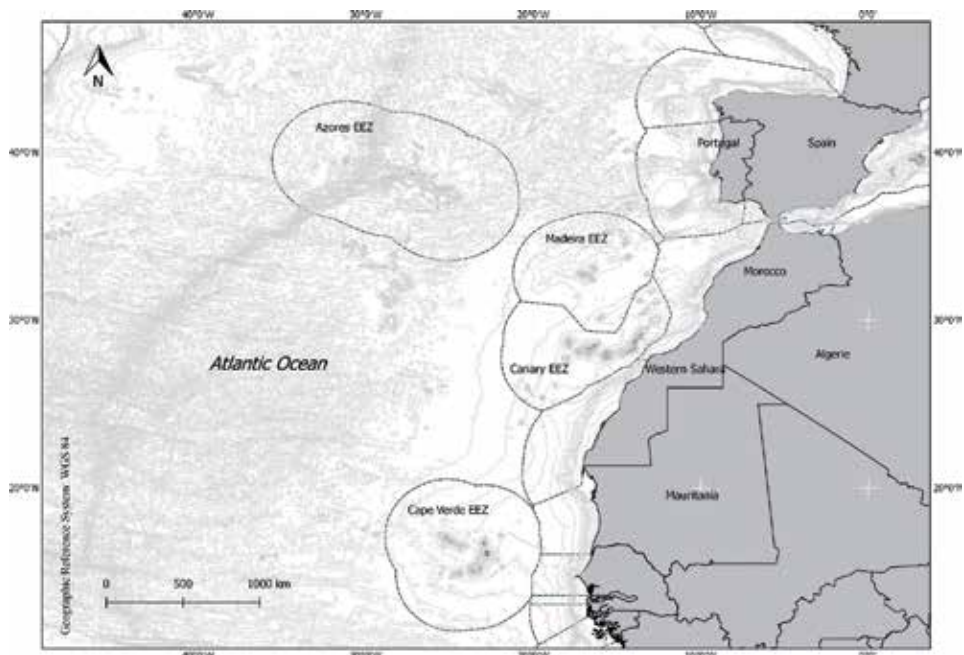 40°0'W 30°0'W 20°0'W 10°0'W 0°0'
N
Azores EEZ
40°0'N Portugal Spain 40°0'N
Madeira EEZ
Morocco
30°0'N 30°0'N
Atlantic Ocean
Canary EEZ Western Sahara Algerie
20°0'N Mauritania 20°0'N
Cape Verde EEZ
0 500 1000 km
Geographic Reference System WGS 84